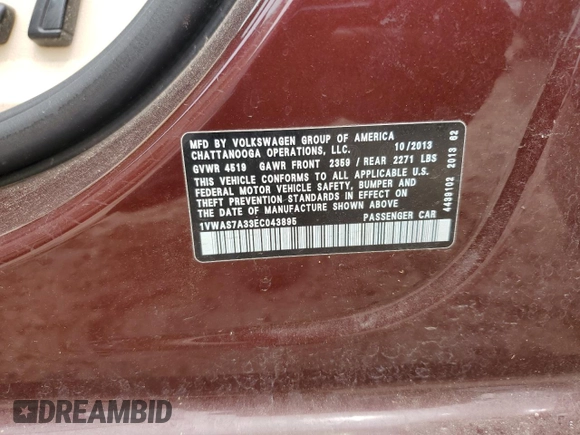 MFD BY VOLKSWAGEN GROUP OF AMERICA
CHATTANOOGA OPERATIONS, LLC. 10/2013
GVWR 4519 GAWR FRONT 2359 / REAR 2271 LBS
THIS VEHICLE CONFORMS TO ALL APPLICABLE U.S.
FEDERAL MOTOR VEHICLE SAFETY, BUMPER AND
THEFT PREVENTION STANDARDS IN EFFECT ON
THE DATE OF MANUFACTURE SHOWN ABOVE.
1VWAS7A33EC043895 PASSENGER CAR
4436102 2013 62
DREAMBID